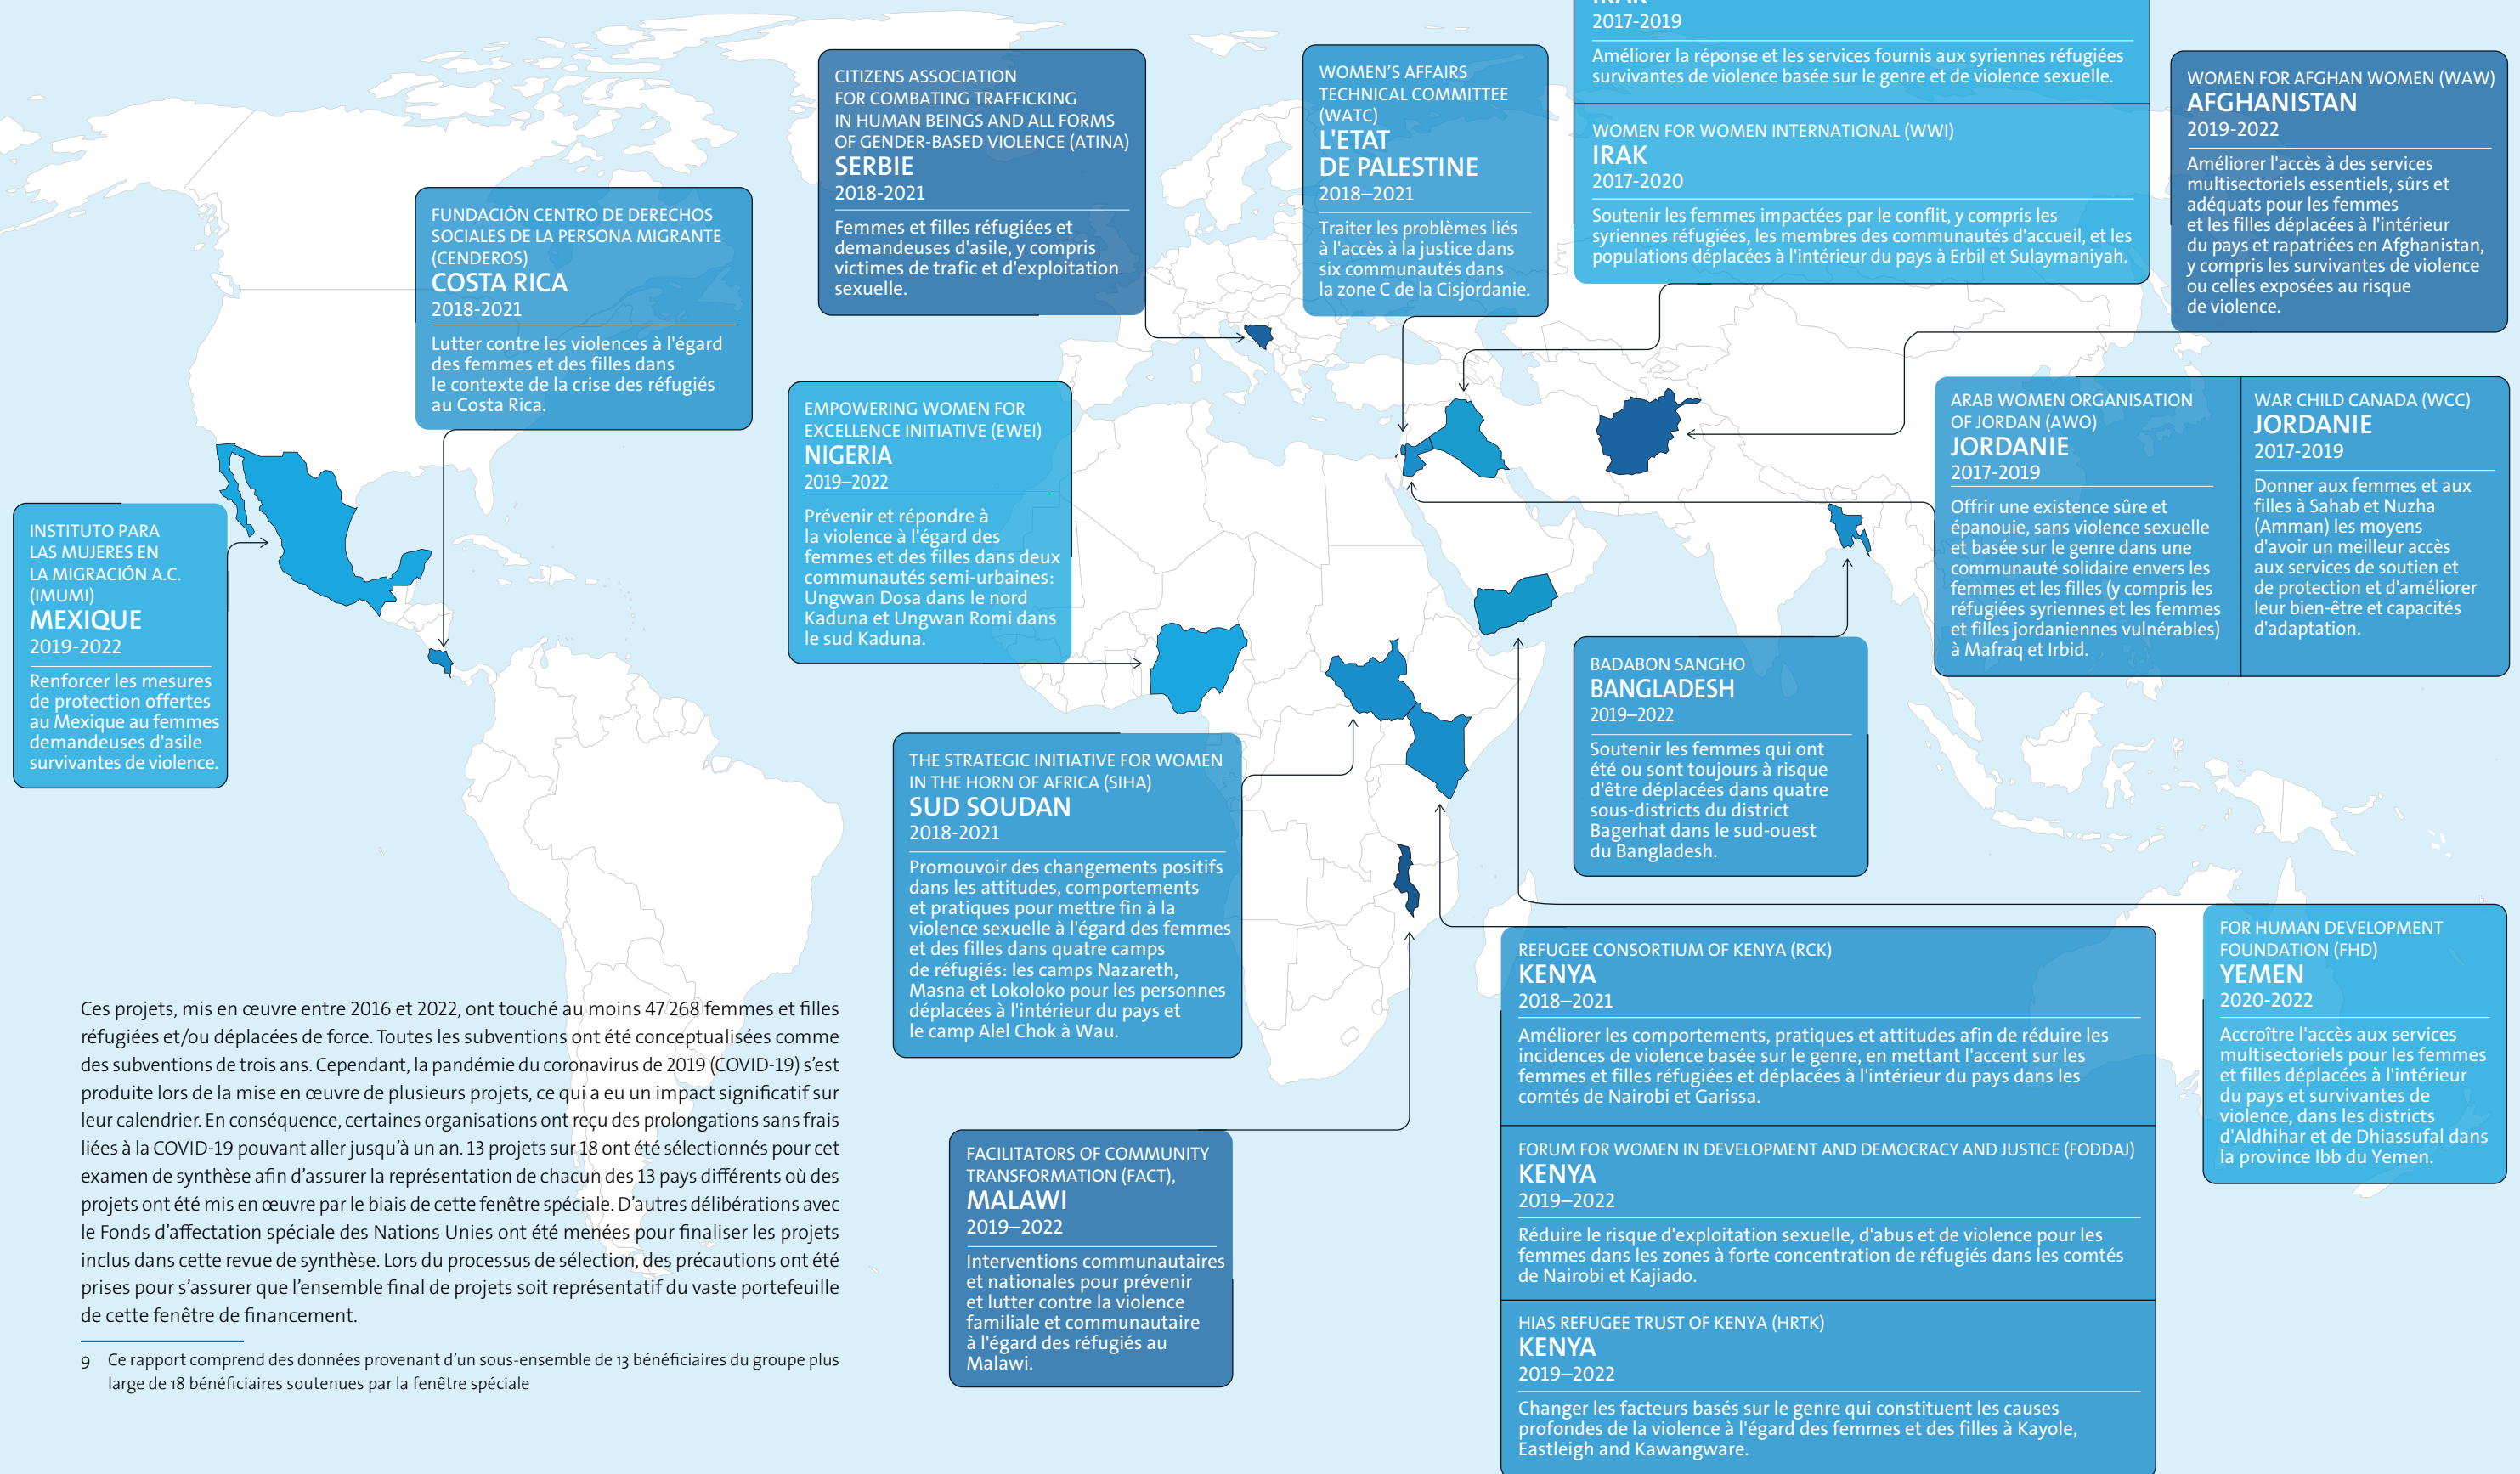 INSTITUTO PARA
LAS MUJERES EN
LA MIGRACIÓN A.C.
(IMUMI)
MEXIQUE
2019-2022
Renforcer les mesures
de protection offertes
au Mexique au femmes
demandeuses d'asile
survivantes de violence.
FUNDACIÓN CENTRO DE DERECHOS
SOCIALES DE LA PERSONA MIGRANTE
(CENDEROS)
COSTA RICA
2018-2021
Lutter contre les violences à l'égard
des femmes et des filles dans
le contexte de la crise des réfugiés
au Costa Rica.
CITIZENS ASSOCIATION
FOR COMBATING TRAFFICKING
IN HUMAN BEINGS AND ALL FORMS
OF GENDER-BASED VIOLENCE (ATINA)
SERBIE
2018-2021
Femmes et filles réfugiées et
demandeuses d'asile, y compris
victimes de trafic et d'exploitation
sexuelle.
EMPOWERING WOMEN FOR
EXCELLENCE INITIATIVE (EWEI)
NIGERIA
2019–2022
Prévenir et répondre à
la violence à l'égard des
femmes et des filles dans deux
communautés semi-urbaines:
Ungwan Dosa dans le nord
Kaduna et Ungwan Romi dans
le sud Kaduna.
WOMEN'S AFFAIRS
TECHNICAL COMMITTEE
(WATC)
L'ETAT
DE PALESTINE
2018–2021
Traiter les problèmes liés
à l'accès à la justice dans
six communautés dans
la zone C de la Cisjordanie.
IRAK
2017-2019
Améliorer la réponse et les services fournis aux syriennes réfugiées
survivantes de violence basée sur le genre et de violence sexuelle.
WOMEN FOR WOMEN INTERNATIONAL (WWI)
IRAK
2017-2020
Soutenir les femmes impactées par le conflit, y compris les
syriennes réfugiées, les membres des communautés d'accueil, et les
populations déplacées à l'intérieur du pays à Erbil et Sulaymaniyah.
WOMEN FOR AFGHAN WOMEN (WAW)
AFGHANISTAN
2019-2022
Améliorer l'accès à des services
multisectoriels essentiels, sûrs et
adéquats pour les femmes
et les filles déplacées à l'intérieur
du pays et rapatriées en Afghanistan,
y compris les survivantes de violence
ou celles exposées au risque
de violence.
ARAB WOMEN ORGANISATION
OF JORDAN (AWO)
JORDANIE
2017-2019
Offrir une existence sûre et
épanouie, sans violence sexuelle
et basée sur le genre dans une
communauté solidaire envers les
femmes et les filles (y compris les
réfugiées syriennes et les femmes
et filles jordaniennes vulnérables)
à Mafraq et Irbid.
WAR CHILD CANADA (WCC)
JORDANIE
2017-2019
Donner aux femmes et aux
filles à Sahab et Nuzha
(Amman) les moyens
d'avoir un meilleur accès
aux services de soutien et
de protection et d'améliorer
leur bien-être et capacités
d'adaptation.
BADABON SANGHO
BANGLADESH
2019–2022
Soutenir les femmes qui ont
été ou sont toujours à risque
d'être déplacées dans quatre
sous-districts du district
Bagerhat dans le sud-ouest
du Bangladesh.
THE STRATEGIC INITIATIVE FOR WOMEN
IN THE HORN OF AFRICA (SIHA)
SUD SOUDAN
2018-2021
Promouvoir des changements positifs
dans les attitudes, comportements
et pratiques pour mettre fin à la
violence sexuelle à l'égard des femmes
et des filles dans quatre camps
de réfugiés: les camps Nazareth,
Masna et Lokoloko pour les personnes
déplacées à l'intérieur du pays et
le camp Alel Chok à Wau.
FACILITATORS OF COMMUNITY
TRANSFORMATION (FACT),
MALAWI
2019–2022
Interventions communautaires
et nationales pour prévenir
et lutter contre la violence
familiale et communautaire
à l'égard des réfugiés au
Malawi.
REFUGEE CONSORTIUM OF KENYA (RCK)
KENYA
2018–2021
Améliorer les comportements, pratiques et attitudes afin de réduire les
incidences de violence basée sur le genre, en mettant l'accent sur les
femmes et filles réfugiées et déplacées à l'intérieur du pays dans les
comtés de Nairobi et Garissa.
FORUM FOR WOMEN IN DEVELOPMENT AND DEMOCRACY AND JUSTICE (FODDAJ)
KENYA
2019–2022
Réduire le risque d'exploitation sexuelle, d'abus et de violence pour les
femmes dans les zones à forte concentration de réfugiés dans les comtés
de Nairobi et Kajiado.
HIAS REFUGEE TRUST OF KENYA (HRTK)
KENYA
2019–2022
Changer les facteurs basés sur le genre qui constituent les causes
profondes de la violence à l'égard des femmes et des filles à Kayole,
Eastleigh and Kawangware.
FOR HUMAN DEVELOPMENT
FOUNDATION (FHD)
YEMEN
2020-2022
Accroître l'accès aux services
multisectoriels pour les femmes
et filles déplacées à l'intérieur
du pays et survivantes de
violence, dans les districts
d'Aldhihar et de Dhiassufal dans
la province Ibb du Yemen.
Ces projets, mis en œuvre entre 2016 et 2022, ont touché au moins 47 268 femmes et filles
réfugiées et/ou déplacées de force. Toutes les subventions ont été conceptualisées comme
des subventions de trois ans. Cependant, la pandémie du coronavirus de 2019 (COVID-19) s’est
produite lors de la mise en œuvre de plusieurs projets, ce qui a eu un impact significatif sur
leur calendrier. En conséquence, certaines organisations ont reçu des prolongations sans frais
liées à la COVID-19 pouvant aller jusqu’à un an. 13 projets sur 18 ont été sélectionnés pour cet
examen de synthèse afin d’assurer la représentation de chacun des 13 pays différents où des
projets ont été mis en œuvre par le biais de cette fenêtre spéciale. D’autres délibérations avec
le Fonds d’affectation spéciale des Nations Unies ont été menées pour finaliser les projets
inclus dans cette revue de synthèse. Lors du processus de sélection, des précautions ont été
prises pour s’assurer que l’ensemble final de projets soit représentatif du vaste portefeuille
de cette fenêtre de financement.
9 Ce rapport comprend des données provenant d’un sous-ensemble de 13 bénéficiaires du groupe plus
large de 18 bénéficiaires soutenues par la fenêtre spéciale